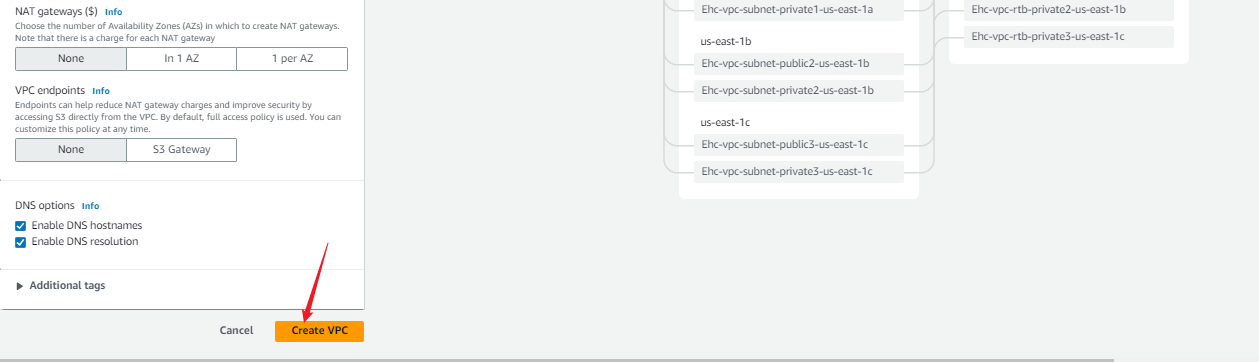 NAT gateways ($) Info
Choose the number of Availability Zones (AZs) in which to create NAT gateways.
Note that there is a charge for each NAT gateway
None
In 1 AZ
1 per AZ
VPC endpoints Info
Endpoints can help reduce NAT gateway charges and improve security by
accessing S3 directly from the VPC. By default, full access policy is used. You can
customize this policy at any time.
None
S3 Gateway
DNS options Info
Enable DNS hostnames
Enable DNS resolution
Additional tags
Cancel
Create VPC
Ehc-vpc-subnet-private1-us-east-1a
us-east-1b
Ehc-vpc-subnet-public2-us-east-1b
Ehc-vpc-subnet-private2-us-east-1b
us-east-1c
Ehc-vpc-subnet-public3-us-east-1c
Ehc-vpc-subnet-private3-us-east-1c
Ehc-vpc-rtb-private2-us-east-1b
Ehc-vpc-rtb-private3-us-east-1c